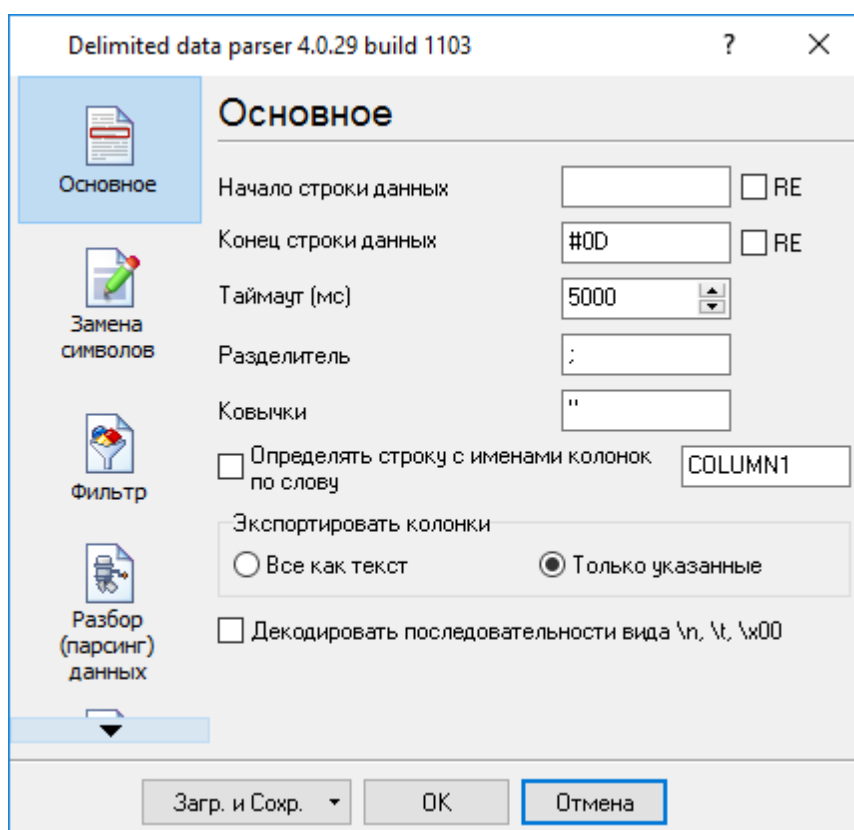 Delimited data parser 4.0.29 build 1103
?
Основное
Основное
Начало строки данных
RE
Конец строки данных
#0D
RE
Замена
символов
Таймаут (мс)
5000
Разделитель
;
Ковычки
"
Фильтр
Определять строку с именами колонок
по слову
COLUMN1
Экспортировать колонки
Все как текст
Только указанные
Разбор
(парсинг)
данных
Декодировать последовательности вида \n, \t, \x00
Загр. и Сохр.
OK
Отмена